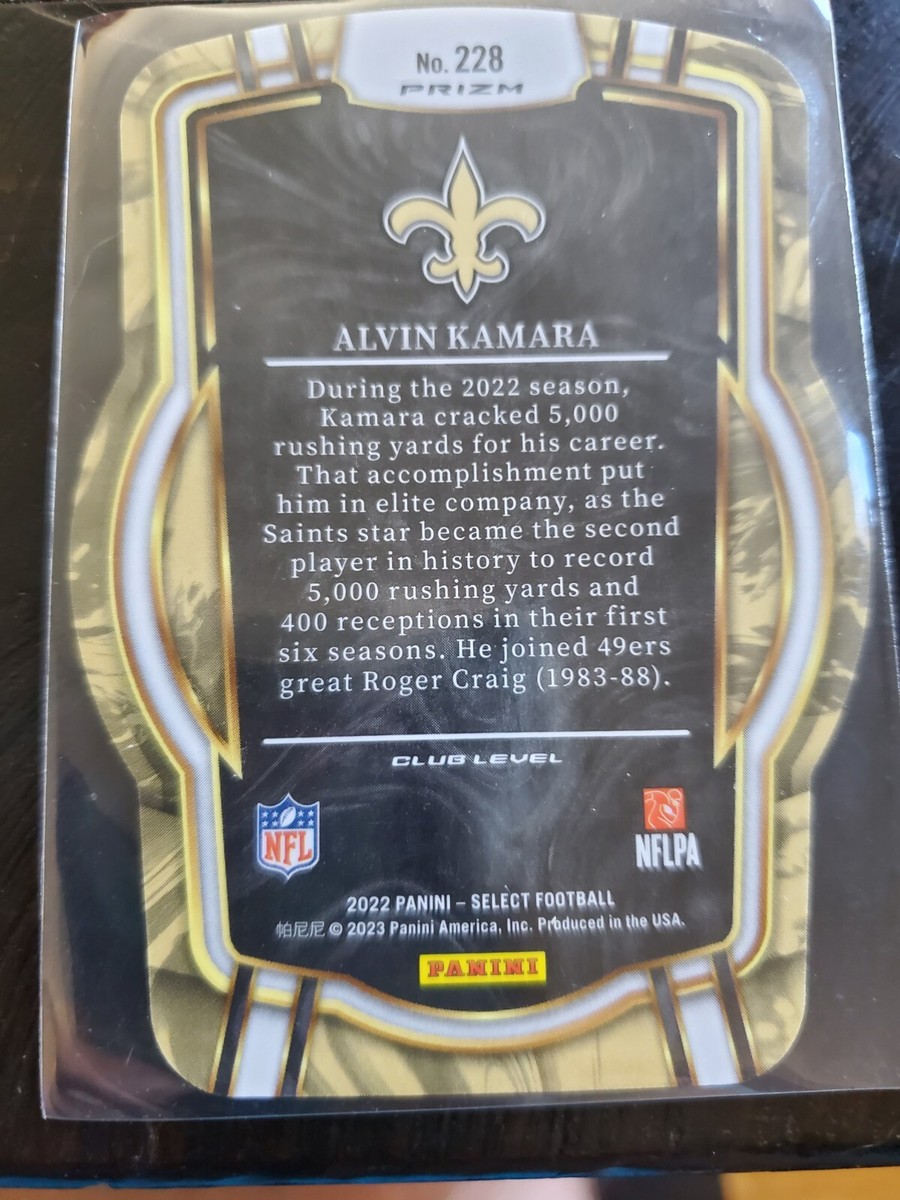 No. 228
PRIZM
ALVIN KAMARA
During the 2022 season,
Kamara cracked 5,000
rushing yards for his career.
That accomplishment put
him in elite company, as the
Saints star became the second
player in history to record
5,000 rushing yards and
400 receptions in their first
six seasons. He joined 49ers
great Roger Craig (1983-88).
CLUB LEVEL
NFL
NFLPA
2022 PANINI – SELECT FOOTBALL
帕尼尼 © 2023 Panini America, Inc. Produced in the USA.
PANINI